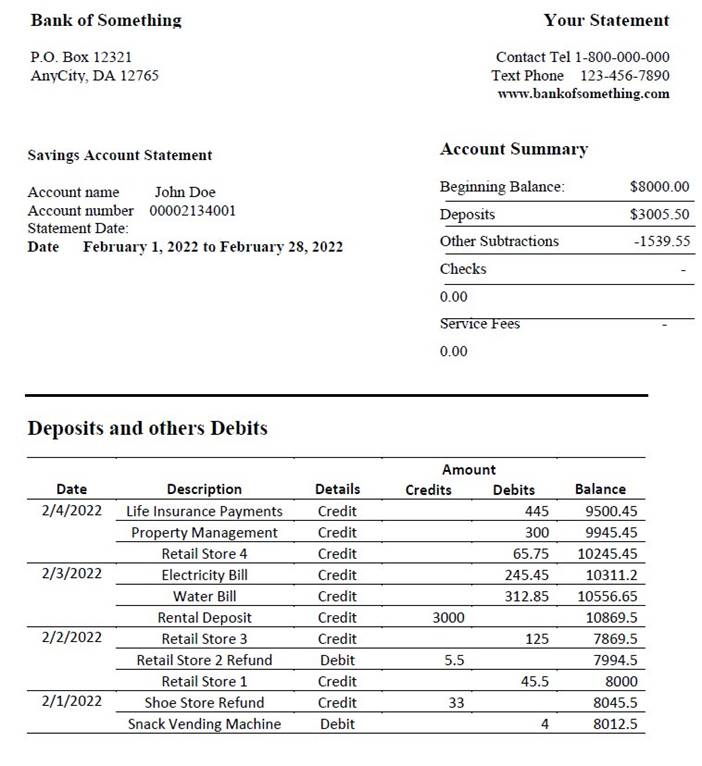 Bank of Something Your Statement
P.O. Box 12321 Contact Tel 1-800-000-000
AnyCity, DA 12765 Text Phone 123-456-7890
www.bankofsomething.com
Savings Account Statement
Account name John Doe
Account number 00002134001
Statement Date:
Date February 1, 2022 to February 28, 2022
Account Summary
Beginning Balance: $8000.00
Deposits $3005.50
Other Subtractions -1539.55
Checks -
0.00
Service Fees -
0.00
Deposits and others Debits
Amount
Date Description Details Credits Debits Balance
2/4/2022 Life Insurance Payments Credit 445 9500.45
Property Management Credit 300 9945.45
Retail Store 4 Credit 65.75 10245.45
2/3/2022 Electricity Bill Credit 245.45 10311.2
Water Bill Credit 312.85 10556.65
Rental Deposit Credit 3000 10869.5
2/2/2022 Retail Store 3 Credit 125 7869.5
Retail Store 2 Refund Debit 5.5 7994.5
Retail Store 1 Credit 45.5 8000
2/1/2022 Shoe Store Refund Credit 33 8045.5
Snack Vending Machine Debit 4 8012.5